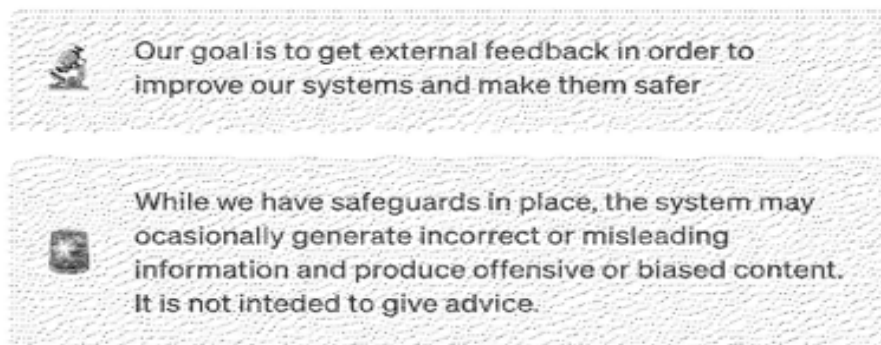 Our goal is to get external feedback in order to
improve our systems and make them safer
While we have safeguards in place, the system may
ocasionally generate incorrect or misleading
information and produce offensive or biased content.
It is not inteded to give advice.